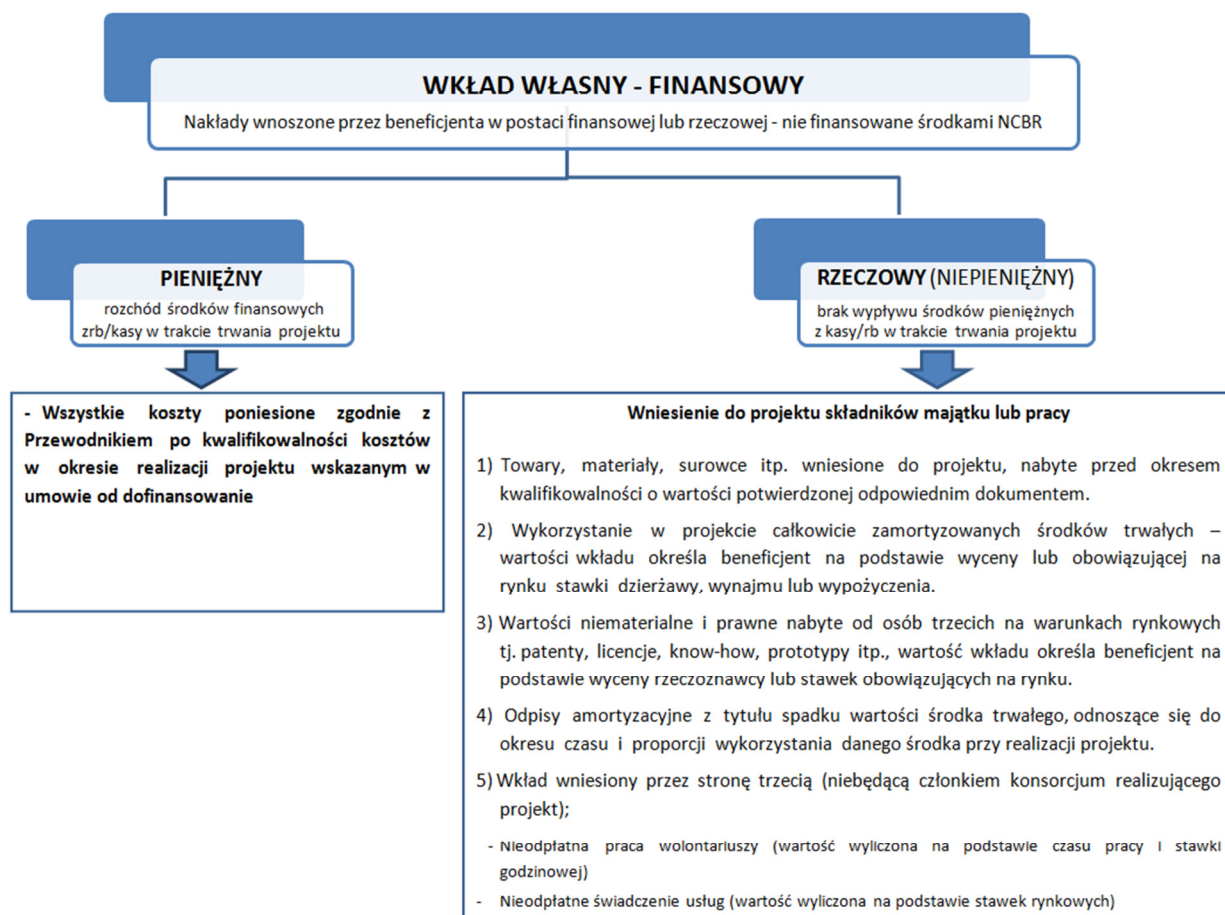 WKŁAD WŁASNY - FINANSOWY
Nakłady wnoszone przez beneficjenta w postaci finansowej lub rzeczowej - nie finansowane środkami NCBR
PIENIĘŻNY
rozchód środków finansowych
zrb/kasy w trakcie trwania projektu
RZECZOWY (NIEPIENIĘŻNY)
brak wypływu środków pieniężnych
z kasy/rb w trakcie trwania projektu
- Wszystkie koszty poniesione zgodnie z
Przewodnikiem po kwalifikowalności kosztów
w okresie realizacji projektu wskazanym w
umowie od dofinansowanie
Wniesienie do projektu składników majątku lub pracy
1) Towary, materiały, surowce itp. wniesione do projektu, nabyte przed okresem
kwalifikowalności o wartości potwierdzonej odpowiednim dokumentem.
2) Wykorzystanie w projekcie całkowicie zamortyzowanych środków trwałych –
wartości wkładu określa beneficjent na podstawie wyceny lub obowiązującej na
rynku stawki dzierżawy, wynajmu lub wypożyczenia.
3) Wartości niematerialne i prawne nabyte od osób trzecich na warunkach rynkowych
tj. patenty, licencje, know-how, prototypy itp., wartość wkładu określa beneficjent na
podstawie wyceny rzeczoznawcy lub stawek obowiązujących na rynku.
4) Odpisy amortyzacyjne z tytułu spadku wartości środka trwałego, odnoszące się do
okresu czasu i proporcji wykorzystania danego środka przy realizacji projektu.
5) Wkład wniesiony przez stronę trzecią (niebędącą członkiem konsorcjum realizującego
projekt);
- Nieodpłatna praca wolontariuszy (wartość wyliczona na podstawie czasu pracy i stawki
godzinowej)
- Nieodpłatne świadczenie usług (wartość wyliczona na podstawie stawek rynkowych)